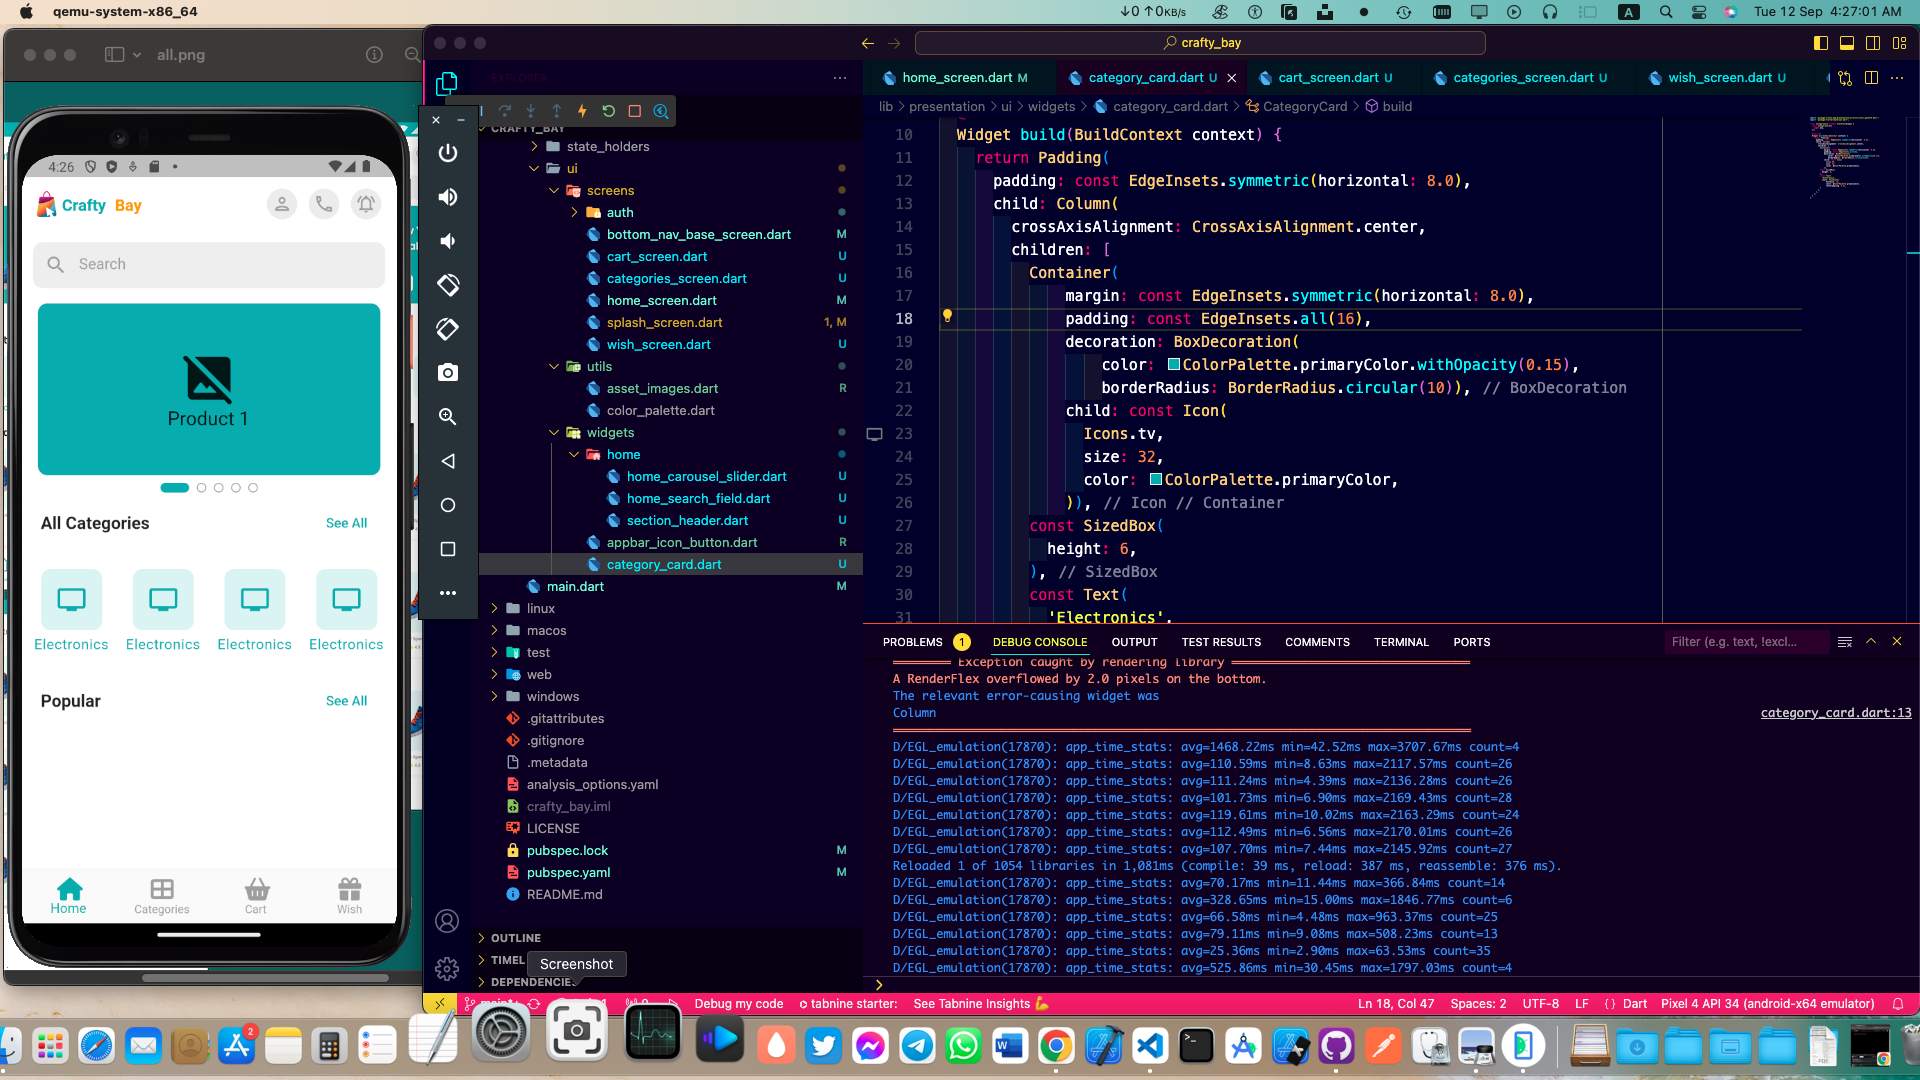 qemu-system-x86_64
↓0 ↑0KB/s
A
Tue 12 Sep 4:27:01 AM
all.png
4:26
Crafty Bay
Search
Product 1
All Categories
See All
Electronics
Electronics
Electronics
Electronics
Popular
See All
Home
Categories
Cart
Wish
crafty_bay
EXPLORER
CRAFTY_BAY
state_holders
ui
screens
auth
bottom_nav_base_screen.dart M
cart_screen.dart U
categories_screen.dart U
home_screen.dart M
splash_screen.dart 1, M
wish_screen.dart U
utils
asset_images.dart R
color_palette.dart
widgets
home
home_carousel_slider.dart U
home_search_field.dart U
section_header.dart U
appbar_icon_button.dart R
category_card.dart U
main.dart M
linux
macos
test
web
windows
.gitattributes
.gitignore
.metadata
analysis_options.yaml
crafty_bay.iml
LICENSE
pubspec.lock M
pubspec.yaml M
README.md
OUTLINE
TIMEL
DEPENDENCIES
Screenshot
home_screen.dart M
category_card.dart U
cart_screen.dart U
categories_screen.dart U
wish_screen.dart U
lib > presentation > ui > widgets > category_card.dart > CategoryCard > build
10 Widget build(BuildContext context) {
11 return Padding(
12 padding: const EdgeInsets.symmetric(horizontal: 8.0),
13 child: Column(
14 crossAxisAlignment: CrossAxisAlignment.center,
15 children: [
16 Container(
17 margin: const EdgeInsets.symmetric(horizontal: 8.0),
18 padding: const EdgeInsets.all(16),
19 decoration: BoxDecoration(
20 color: ColorPalette.primaryColor.withOpacity(0.15),
21 borderRadius: BorderRadius.circular(10)), // BoxDecoration
22 child: const Icon(
23 Icons.tv,
24 size: 32,
25 color: ColorPalette.primaryColor,
26 )), // Icon // Container
27 const SizedBox(
28 height: 6,
29 ), // SizedBox
30 const Text(
31 'Electronics',
PROBLEMS 1
DEBUG CONSOLE
OUTPUT
TEST RESULTS
COMMENTS
TERMINAL
PORTS
Filter (e.g. text, !excl...
Exception caught by rendering library
A RenderFlex overflowed by 2.0 pixels on the bottom.
The relevant error-causing widget was
Column
category_card.dart:13
D/EGL_emulation(17870): app_time_stats: avg=1468.22ms min=42.52ms max=3707.67ms count=4
D/EGL_emulation(17870): app_time_stats: avg=110.59ms min=8.63ms max=2117.57ms count=26
D/EGL_emulation(17870): app_time_stats: avg=111.24ms min=4.39ms max=2136.28ms count=26
D/EGL_emulation(17870): app_time_stats: avg=101.73ms min=6.90ms max=2169.43ms count=28
D/EGL_emulation(17870): app_time_stats: avg=119.61ms min=10.02ms max=2163.29ms count=24
D/EGL_emulation(17870): app_time_stats: avg=112.49ms min=6.56ms max=2170.01ms count=26
D/EGL_emulation(17870): app_time_stats: avg=107.70ms min=7.44ms max=2145.92ms count=27
Reloaded 1 of 1054 libraries in 1,081ms (compile: 39 ms, reload: 387 ms, reassemble: 376 ms).
D/EGL_emulation(17870): app_time_stats: avg=70.17ms min=11.44ms max=366.84ms count=14
D/EGL_emulation(17870): app_time_stats: avg=328.65ms min=15.00ms max=1846.77ms count=6
D/EGL_emulation(17870): app_time_stats: avg=66.58ms min=4.48ms max=963.37ms count=25
D/EGL_emulation(17870): app_time_stats: avg=79.11ms min=9.08ms max=508.23ms count=13
D/EGL_emulation(17870): app_time_stats: avg=25.36ms min=2.90ms max=63.53ms count=35
D/EGL_emulation(17870): app_time_stats: avg=525.86ms min=30.45ms max=1797.03ms count=4
Debug my code
tabnine starter:
See Tabnine Insights
Ln 18, Col 47
Spaces: 2
UTF-8
LF
Dart
Pixel 4 API 34 (android-x64 emulator)
2